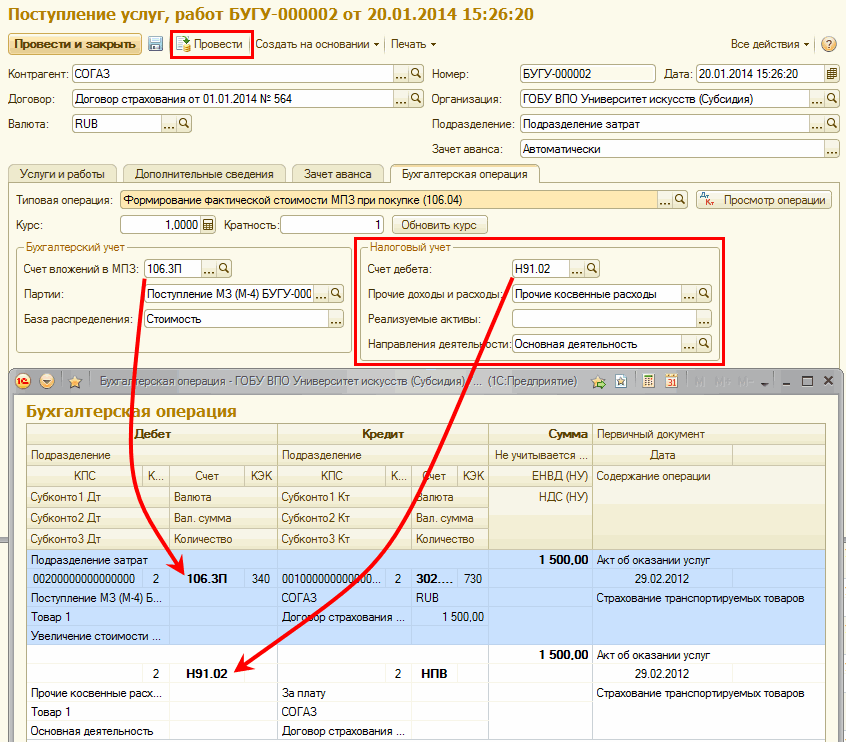 Поступление услуг, работ БУГУ-000002 от 20.01.2014 15:26:20
Провести и закрыть Провести Создать на основании Печать Все действия
Контрагент: СОГАЗ Номер: БУГУ-000002 Дата: 20.01.2014 15:26:20
Договор: Договор страхования от 01.01.2014 № 564 Организация: ГОБУ ВПО Университет искусств (Субсидия)
Валюта: RUB Подразделение: Подразделение затрат
Зачет аванса: Автоматически
Услуги и работы Дополнительные сведения Зачет аванса Бухгалтерская операция
Типовая операция: Формирование фактической стоимости МПЗ при покупке (106.04) Дт Кт Просмотр операции
Курс: 1,0000 Кратность: 1 Обновить курс
Бухгалтерский учет Налоговый учет
Счет вложений в МПЗ: 106.3П Счет дебета: Н91.02
Партии: Поступление МЗ (М-4) БУГУ-000 Прочие доходы и расходы: Прочие косвенные расходы
База распределения: Стоимость Реализуемые активы:
Направления деятельности: Основная деятельность
1С Бухгалтерская операция - ГОБУ ВПО Университет искусств (Субсидия) ... (1С:Предприятие) 31 M M+ M-
Бухгалтерская операция
Дебет Кредит Сумма Первичный документ
Подразделение Подразделение Не учитывается ... Дата
КПС К... Счет КЭК КПС К... Счет КЭК ЕНВД (НУ) Содержание операции
Субконто1 Дт Валюта Субконто1 Кт Валюта НДС (НУ)
Субконто2 Дт Вал. сумма Субконто2 Кт Вал. сумма
Субконто3 Дт Количество Субконто3 Кт Количество
Подразделение затрат 1 500,00 Акт об оказании услуг
00200000000000000 2 106.3П 340 001000000000000... 2 302.... 730 29.02.2012
Поступление МЗ (М-4) Б... СОГАЗ RUB Страхование транспортируемых товаров
Товар 1 Договор страхования ... 1 500,00
Увеличение стоимости ...
1 500,00 Акт об оказании услуг
2 Н91.02 2 НПВ 29.02.2012
Прочие косвенные расх... За плату Страхование транспортируемых товаров
Товар 1 СОГАЗ
Основная деятельность Договор страхования ...